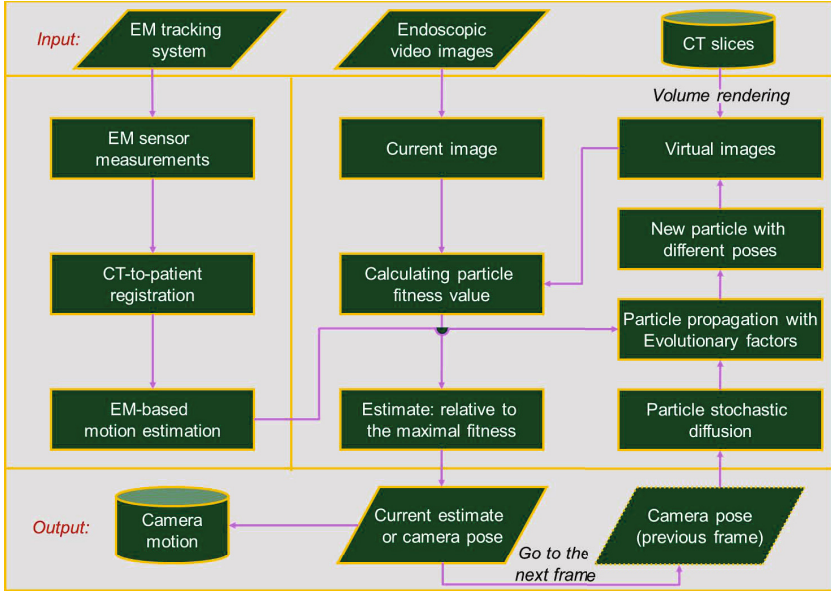 Input:
EM tracking
system
Endoscopic
video images
CT slices
Volume rendering
EM sensor
measurements
Current image
Virtual images
New particle with
different poses
CT-to-patient
registration
Calculating particle
fitness value
Particle propagation with
Evolutionary factors
EM-based
motion estimation
Estimate: relative to
the maximal fitness
Particle stochastic
diffusion
Output:
Camera
motion
Current estimate
or camera pose
Camera pose
(previous frame)
Go to the
next frame